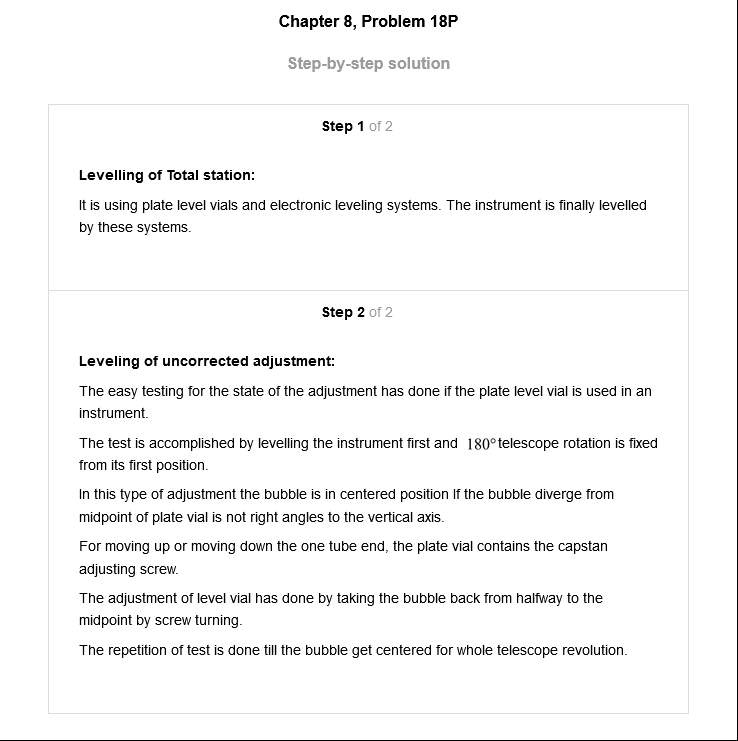 Chapter 8, Problem 18P
Step-by-step solution
Step 1 of 2
Levelling of Total station:
It is using plate level vials and electronic leveling systems. The instrument is finally levelled
by these systems.
Step 2 of 2
Leveling of uncorrected adjustment:
The easy testing for the state of the adjustment has done if the plate level vial is used in an
instrument.
The test is accomplished by levelling the instrument first and 180° telescope rotation is fixed
from its first position.
In this type of adjustment the bubble is in centered position If the bubble diverge from
midpoint of plate vial is not right angles to the vertical axis.
For moving up or moving down the one tube end, the plate vial contains the capstan
adjusting screw.
The adjustment of level vial has done by taking the bubble back from halfway to the
midpoint by screw turning.
The repetition of test is done till the bubble get centered for whole telescope revolution.